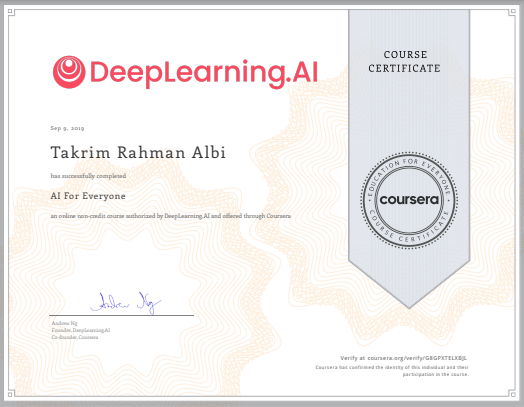 DeepLearning.AI
COURSE
CERTIFICATE
Sep 9, 2019
Takrim Rahman Albi
has successfully completed
AI For Everyone
an online non-credit course authorized by DeepLearning.AI and offered through Coursera
EDUCATION FOR EVERYONE
coursera
COURSE CERTIFICATE
Andrew Ng
Andrew Ng
Founder, DeepLearning.AI
Co-founder, Coursera
Verify at coursera.org/verify/G8GPXTELXBJL
Coursera has confirmed the identity of this individual and their
participation in the course.